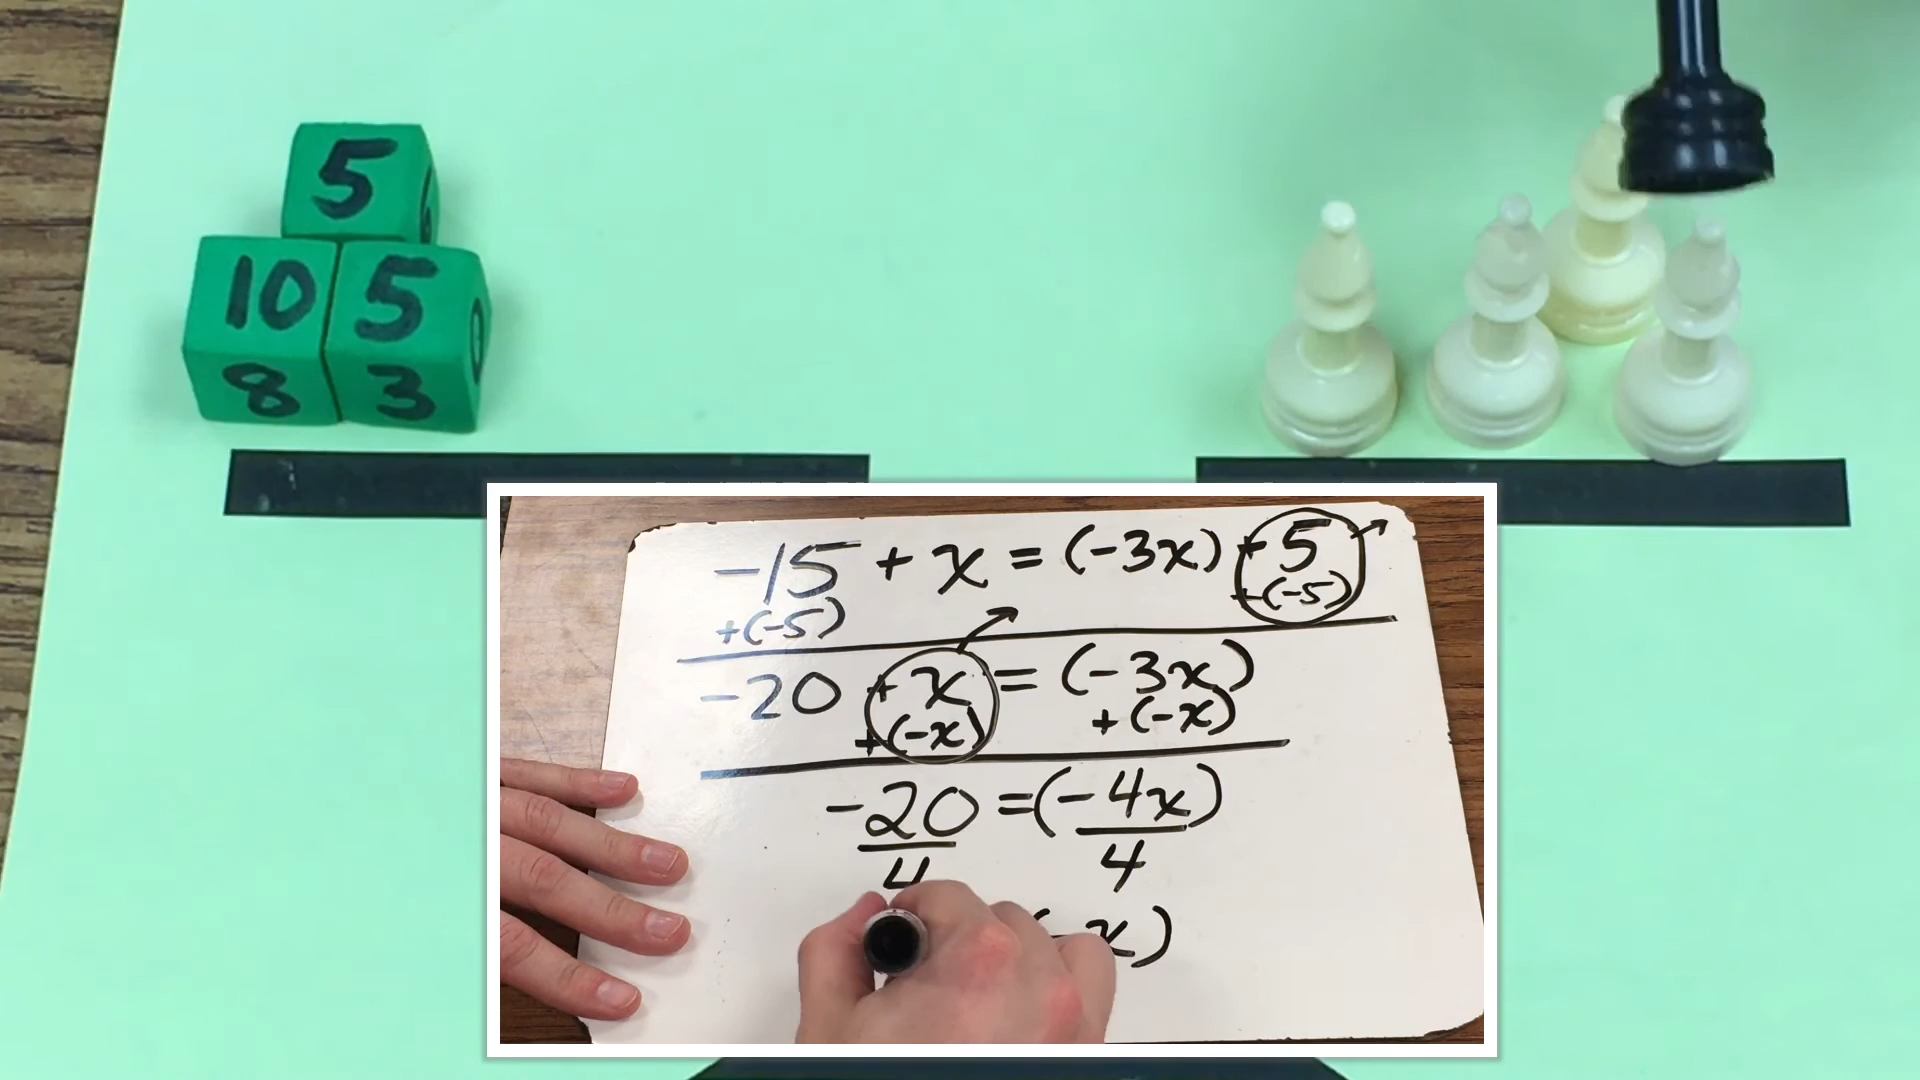 5
10 5
8 3
-15 + x = (-3x) +5
+(-5) +(-5)
-20 +x = (-3x)
+(-x) +(-x)
-20 = (-4x)
4 4
x)